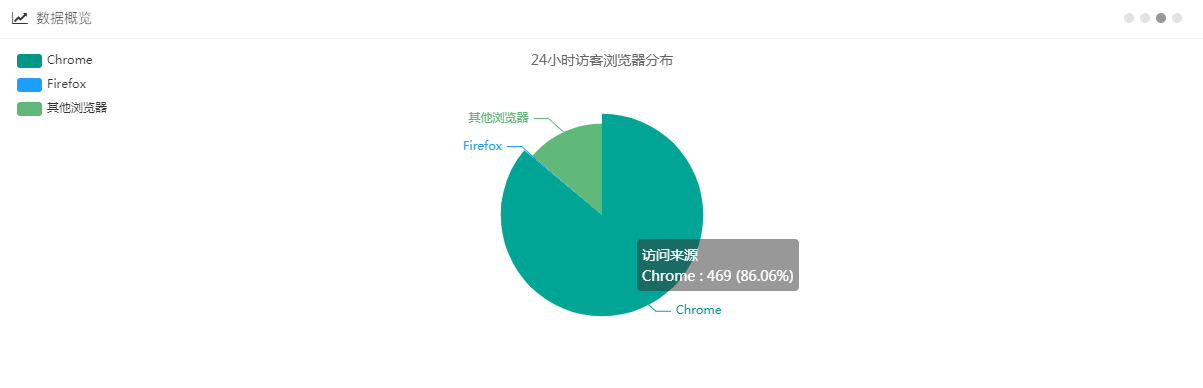 数据概览
Chrome
Firefox
其他浏览器
24小时访客浏览器分布
其他浏览器
Firefox
访问来源
Chrome : 469 (86.06%)
Chrome